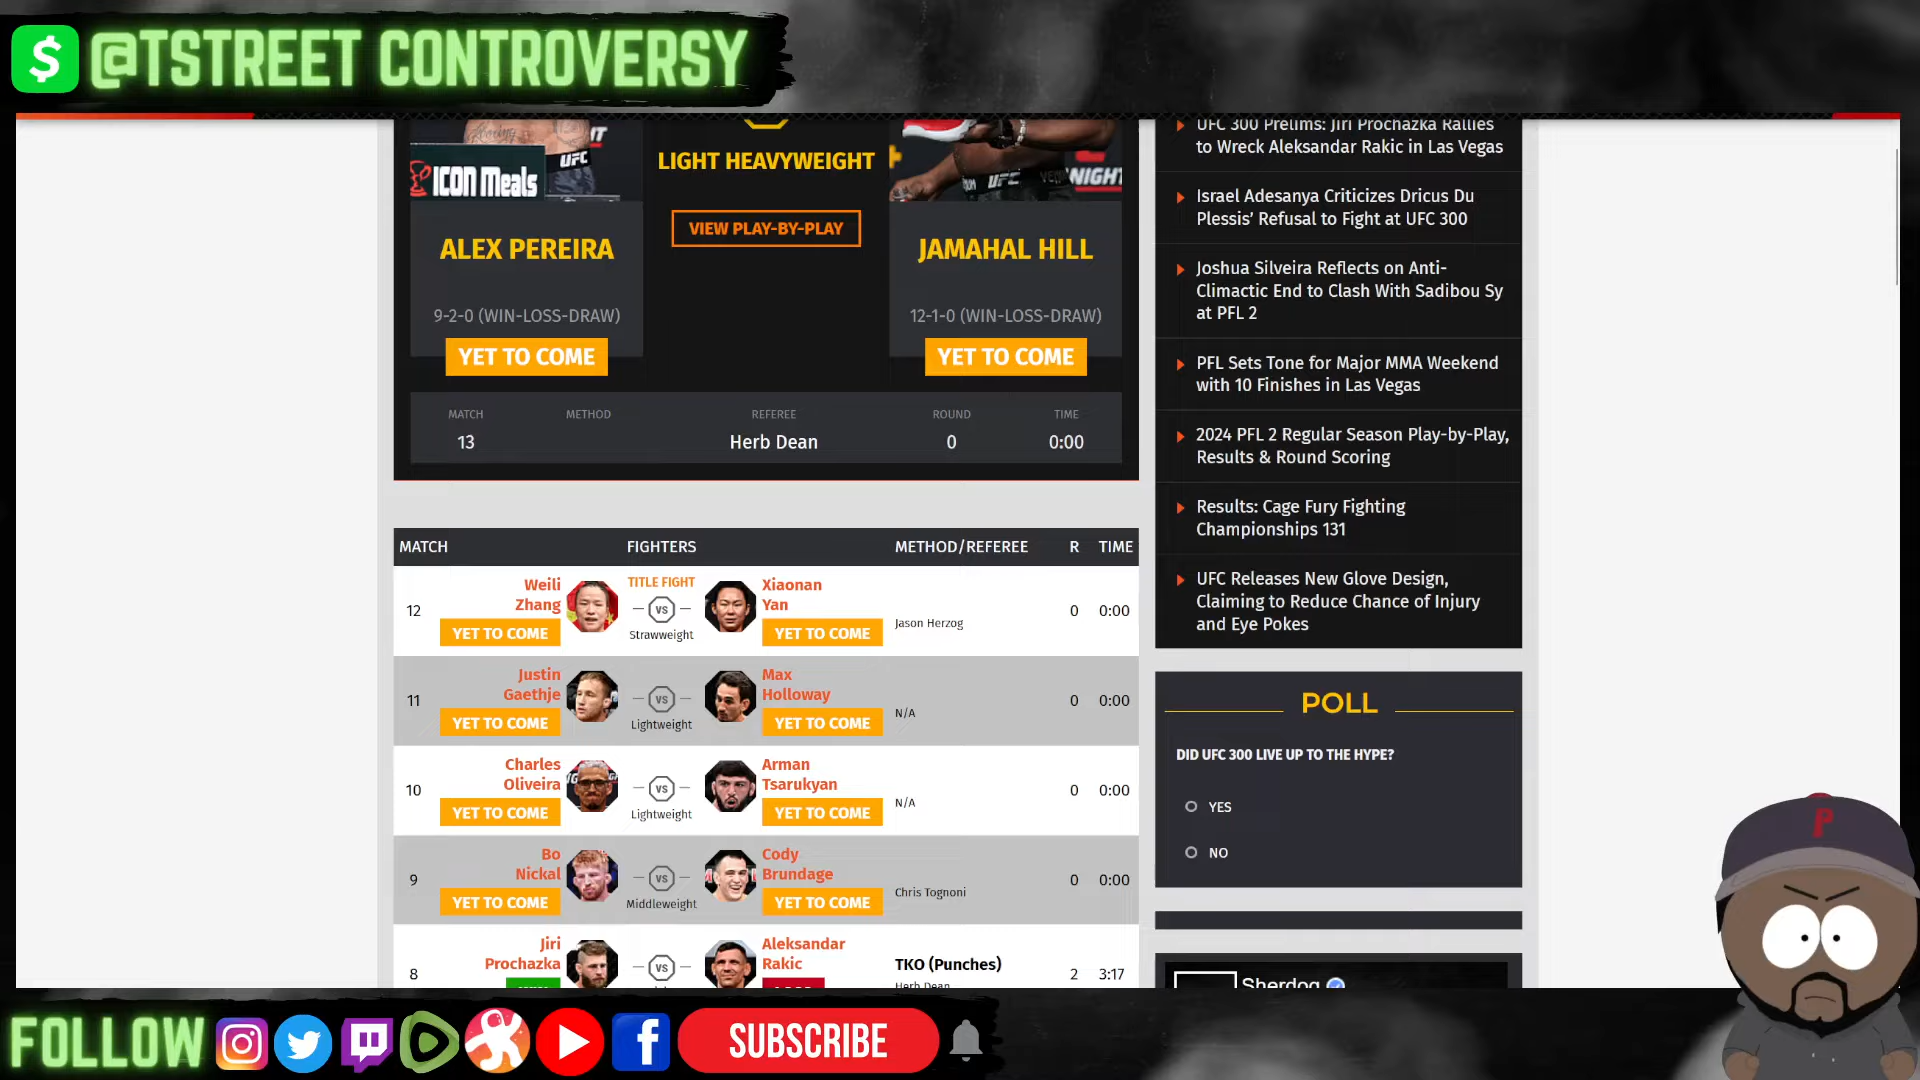 $ @TSTREET CONTROVERSY
UFC
ICON Meals
LIGHT HEAVYWEIGHT
VIEW PLAY-BY-PLAY
UFC
NIGHT
ALEX PEREIRA
JAMAHAL HILL
9-2-0 (WIN-LOSS-DRAW)
12-1-0 (WIN-LOSS-DRAW)
YET TO COME
YET TO COME
MATCH METHOD REFEREE ROUND TIME
13 Herb Dean 0 0:00
MATCH FIGHTERS METHOD/REFEREE R TIME
12 Weili Zhang YET TO COME TITLE FIGHT VS Strawweight Xiaonan Yan YET TO COME Jason Herzog 0 0:00
11 Justin Gaethje YET TO COME VS Lightweight Max Holloway YET TO COME N/A 0 0:00
10 Charles Oliveira YET TO COME VS Lightweight Arman Tsarukyan YET TO COME N/A 0 0:00
9 Bo Nickal YET TO COME VS Middleweight Cody Brundage YET TO COME Chris Tognoni 0 0:00
8 Jiri Prochazka VS Aleksandar Rakic TKO (Punches) Herb Dean 2 3:17
UFC 300 Prelims: Jiri Prochazka Rallies
to Wreck Aleksandar Rakic in Las Vegas
Israel Adesanya Criticizes Dricus Du
Plessis’ Refusal to Fight at UFC 300
Joshua Silveira Reflects on Anti-
Climactic End to Clash With Sadibou Sy
at PFL 2
PFL Sets Tone for Major MMA Weekend
with 10 Finishes in Las Vegas
2024 PFL 2 Regular Season Play-by-Play,
Results & Round Scoring
Results: Cage Fury Fighting
Championships 131
UFC Releases New Glove Design,
Claiming to Reduce Chance of Injury
and Eye Pokes
POLL
DID UFC 300 LIVE UP TO THE HYPE?
YES
NO
Sherdog
P
FOLLOW
SUBSCRIBE